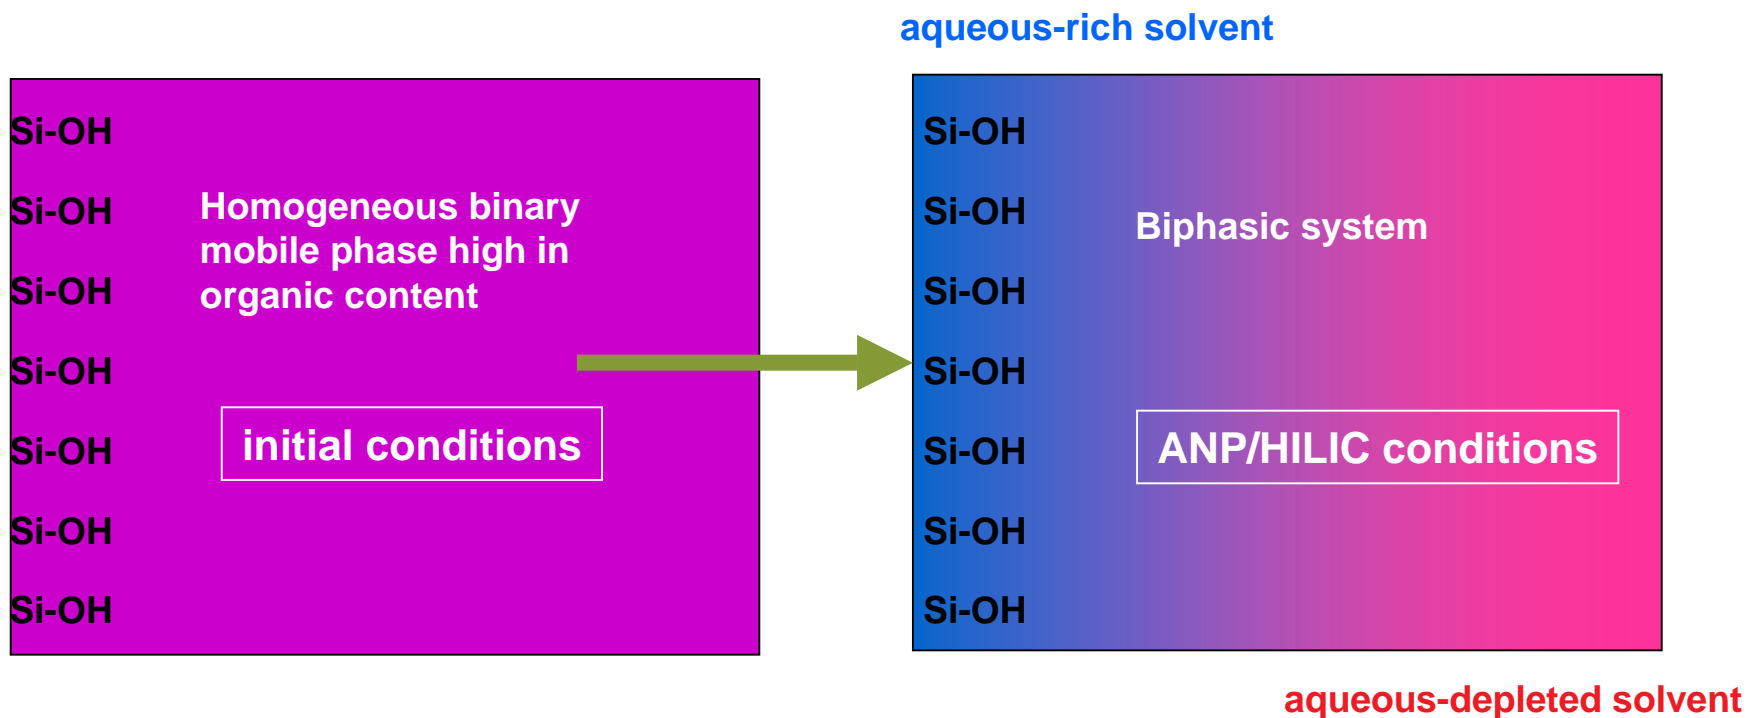 aqueous-rich solvent
Si-OH
Si-OH
Si-OH
Si-OH
Si-OH
Si-OH
Si-OH
Homogeneous binary
mobile phase high in
organic content
initial conditions
Si-OH
Si-OH
Si-OH
Si-OH
Si-OH
Si-OH
Si-OH
Biphasic system
ANP/HILIC conditions
aqueous-depleted solvent